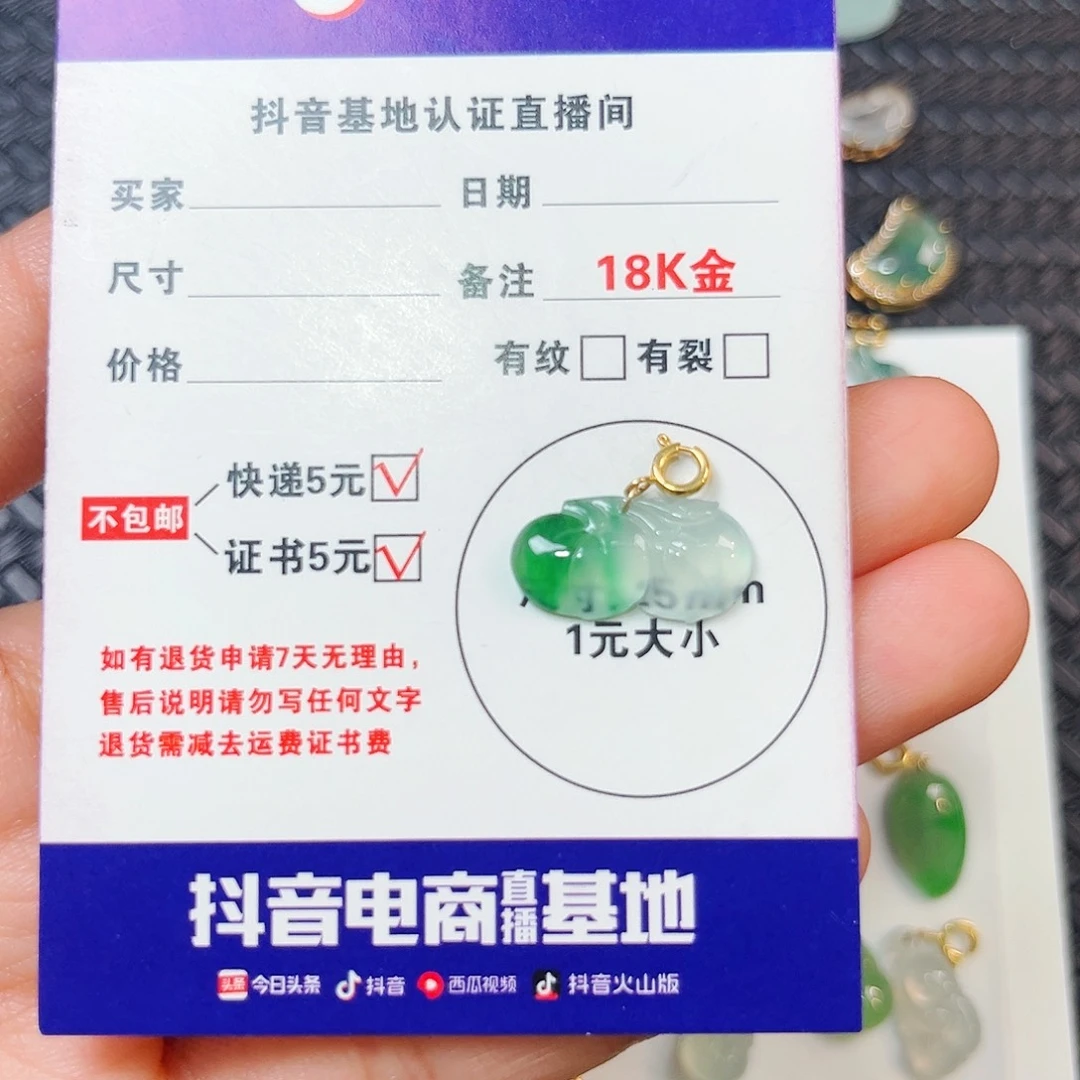 抖音基地认证直播间
买家 日期
尺寸 备注 18K金
价格 有纹 有裂
快递5元
不包邮
证书5元
25mm
1元大小
如有退货申请7天无理由，
售后说明请勿写任何文字
退货需减去运费证书费
抖音电商直播基地
头条 今日头条 抖音 西瓜视频 抖音火山版